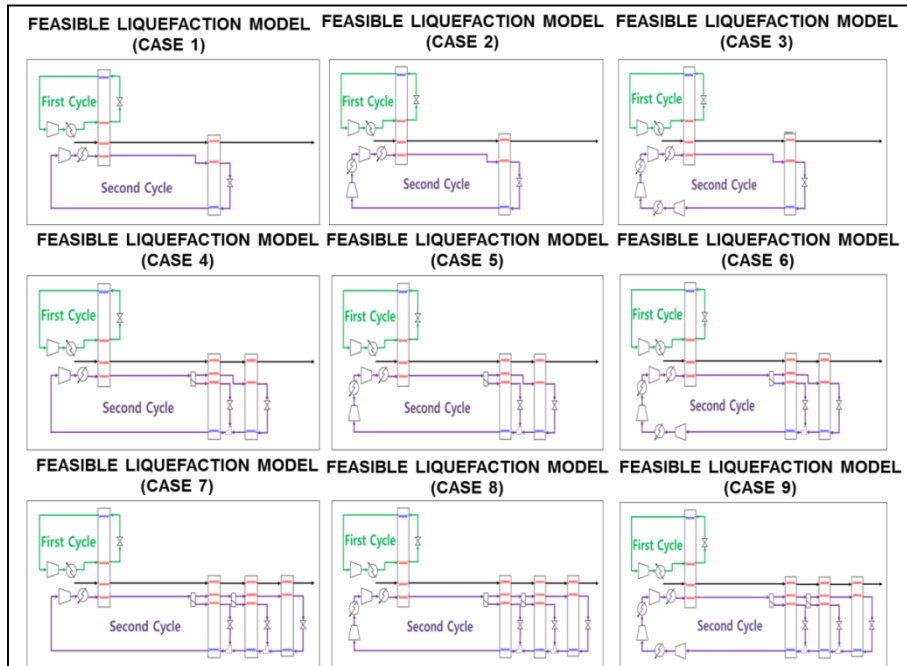 FEASIBLE LIQUEFACTION MODEL
(CASE 1)
First Cycle
Second Cycle
FEASIBLE LIQUEFACTION MODEL
(CASE 2)
First Cycle
Second Cycle
FEASIBLE LIQUEFACTION MODEL
(CASE 3)
First Cycle
Second Cycle
FEASIBLE LIQUEFACTION MODEL
(CASE 4)
First Cycle
Second Cycle
FEASIBLE LIQUEFACTION MODEL
(CASE 5)
First Cycle
Second Cycle
FEASIBLE LIQUEFACTION MODEL
(CASE 6)
First Cycle
Second Cycle
FEASIBLE LIQUEFACTION MODEL
(CASE 7)
First Cycle
Second Cycle
FEASIBLE LIQUEFACTION MODEL
(CASE 8)
First Cycle
Second Cycle
FEASIBLE LIQUEFACTION MODEL
(CASE 9)
First Cycle
Second Cycle